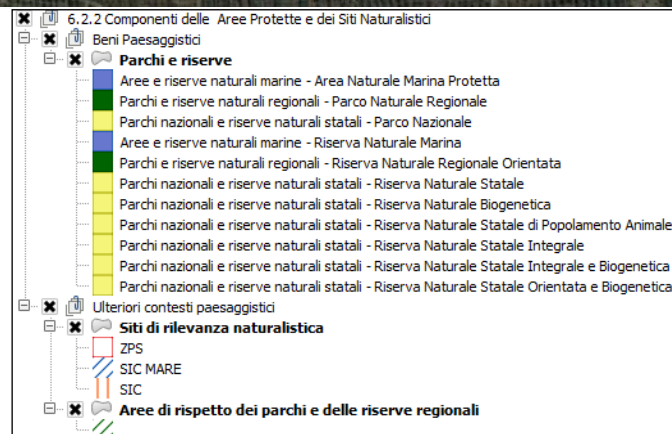 6.2.2 Componenti delle Aree Protette e dei Siti Naturalistici
Beni Paesaggistici
Parchi e riserve
Aree e riserve naturali marine - Area Naturale Marina Protetta
Parchi e riserve naturali regionali - Parco Naturale Regionale
Parchi nazionali e riserve naturali statali - Parco Nazionale
Aree e riserve naturali marine - Riserva Naturale Marina
Parchi e riserve naturali regionali - Riserva Naturale Regionale Orientata
Parchi nazionali e riserve naturali statali - Riserva Naturale Statale
Parchi nazionali e riserve naturali statali - Riserva Naturale Biogenetica
Parchi nazionali e riserve naturali statali - Riserva Naturale Statale di Popolamento Animale
Parchi nazionali e riserve naturali statali - Riserva Naturale Statale Integrale
Parchi nazionali e riserve naturali statali - Riserva Naturale Statale Integrale e Biogenetica
Parchi nazionali e riserve naturali statali - Riserva Naturale Statale Orientata e Biogenetica
Ulteriori contesti paesaggistici
Siti di rilevanza naturalistica
ZPS
SIC MARE
SIC
Aree di rispetto dei parchi e delle riserve regionali